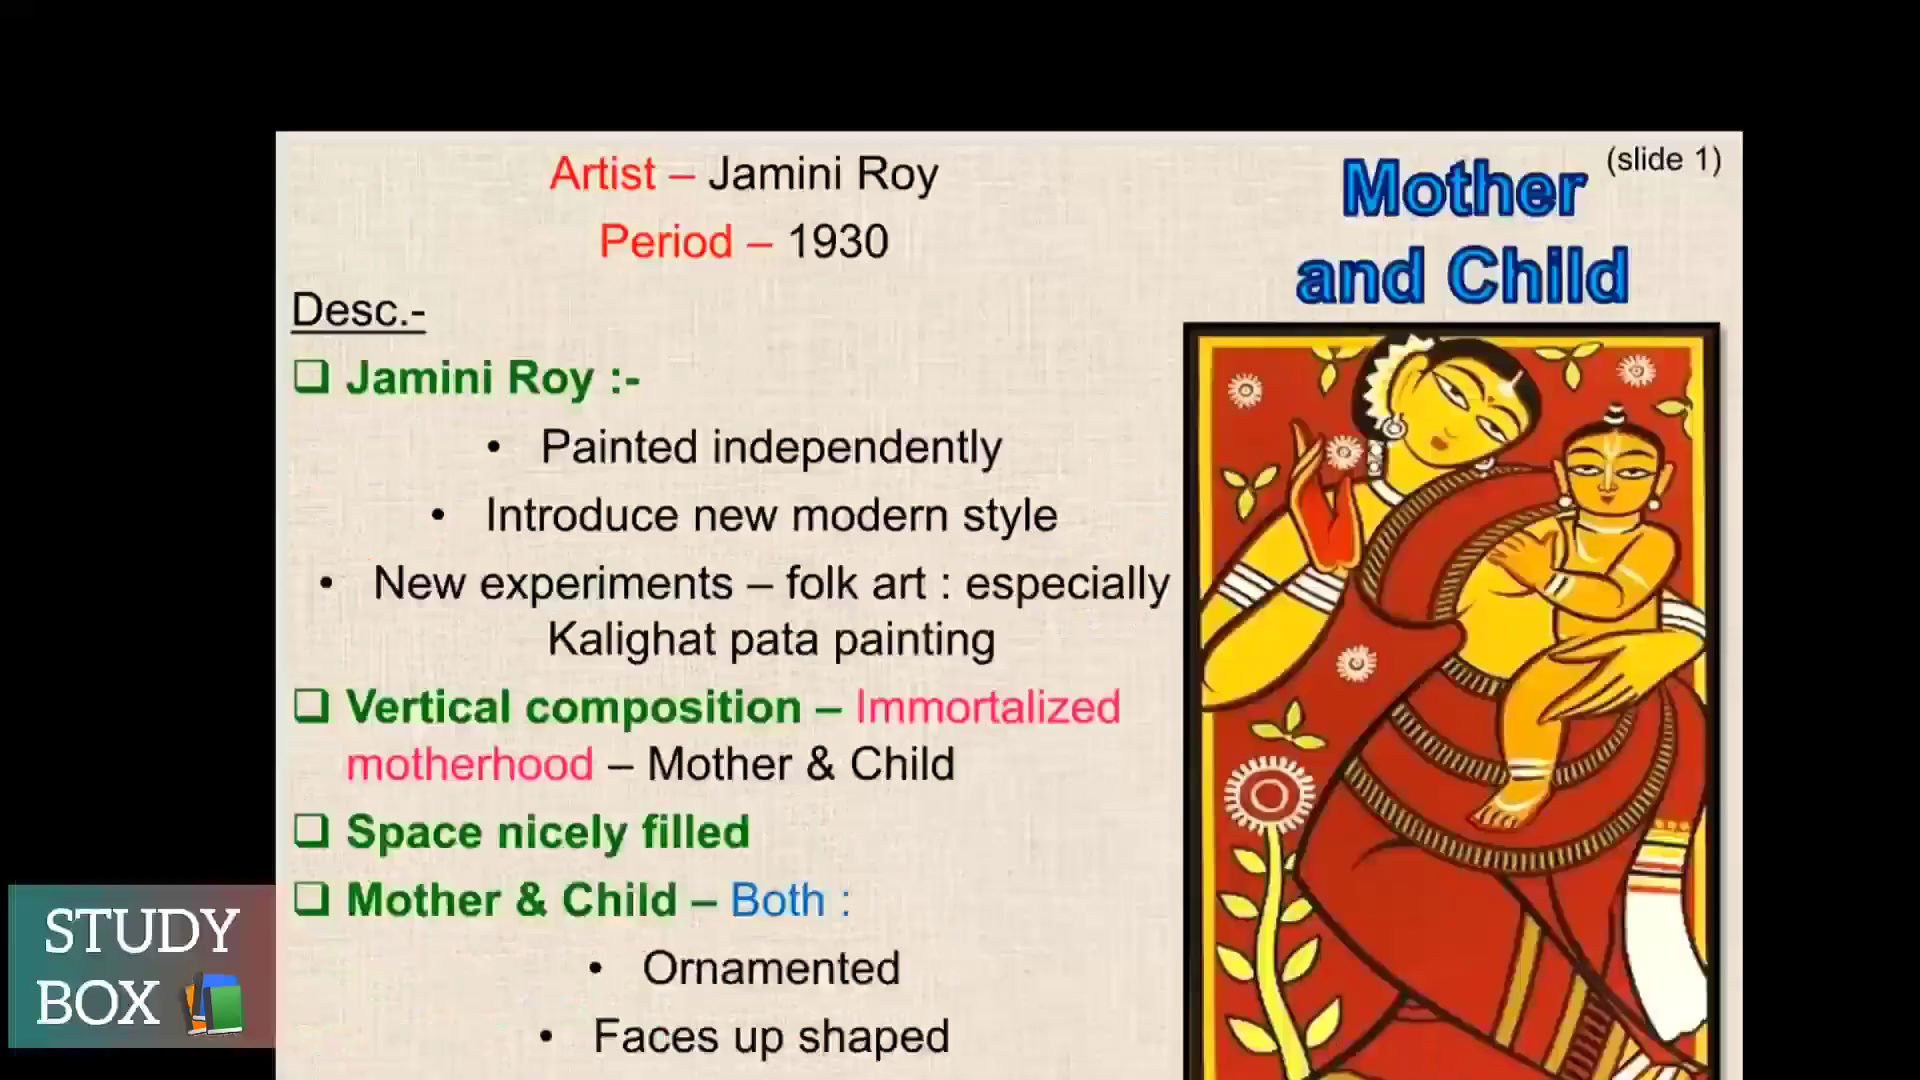 Artist – Jamini Roy
Period – 1930
Desc.-
❑ Jamini Roy :-
• Painted independently
• Introduce new modern style
• New experiments – folk art : especially
Kalighat pata painting
❑ Vertical composition – Immortalized
motherhood – Mother & Child
❑ Space nicely filled
❑ Mother & Child – Both :
• Ornamented
• Faces up shaped
(slide 1)
Mother
and Child
STUDY
BOX